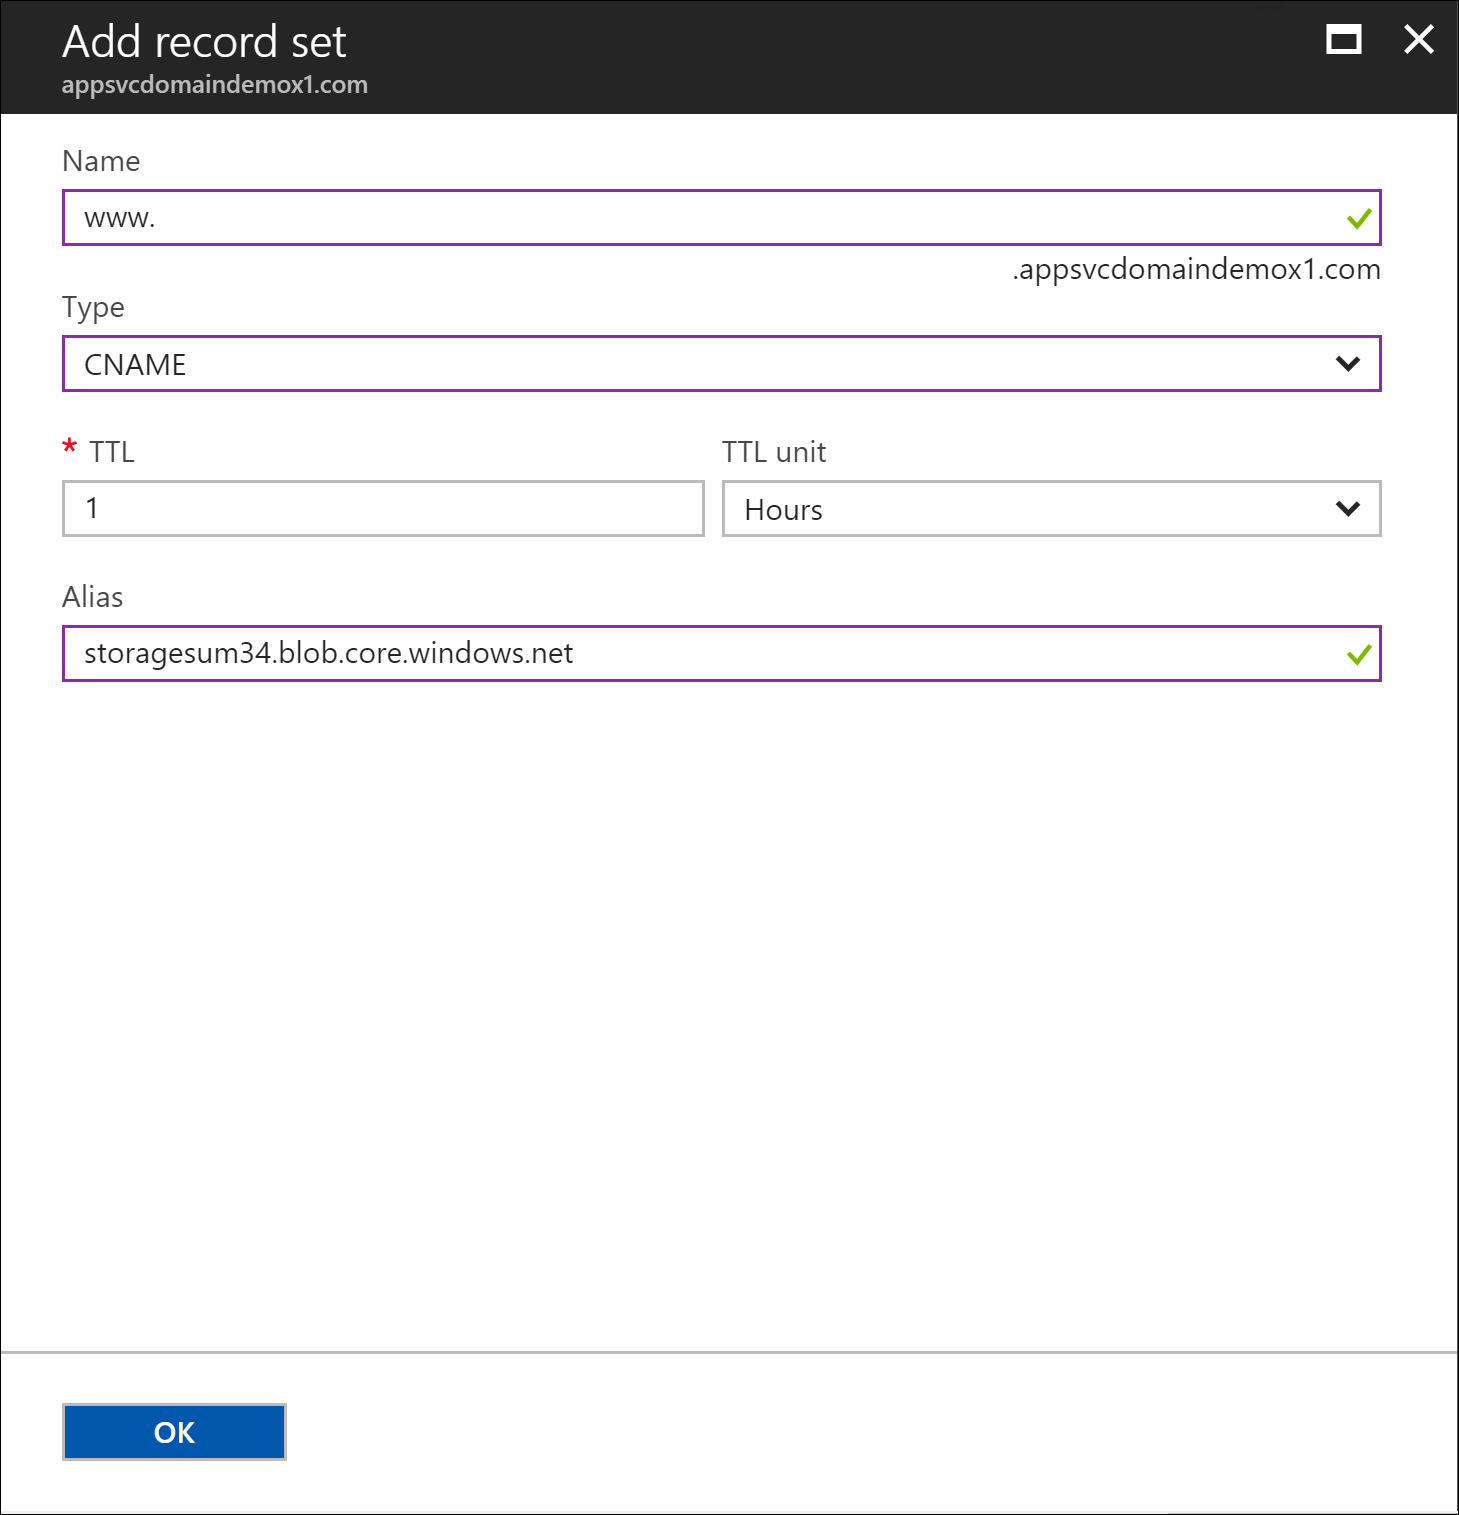 Add record set
appsvcdomaindemox1.com
Name
www.
.appsvcdomaindemox1.com
Type
CNAME
* TTL
TTL unit
1
Hours
Alias
storagesum34.blob.core.windows.net
OK